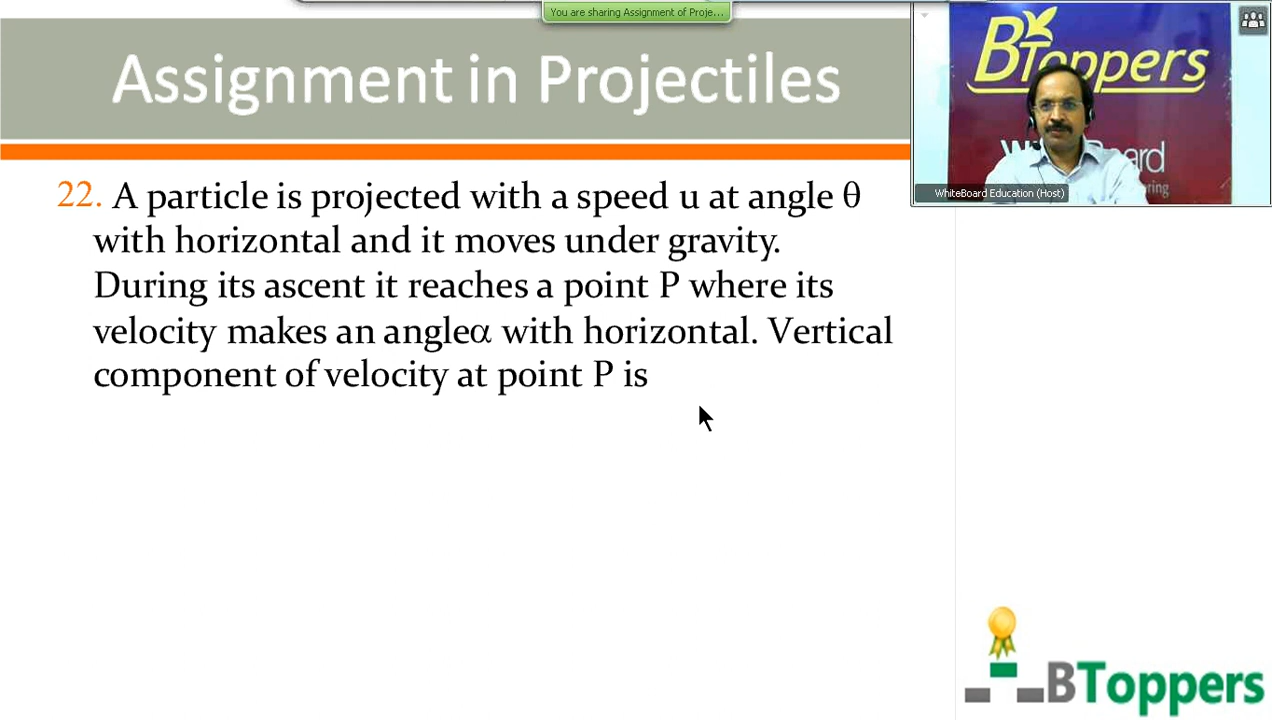 You are sharing Assignment of Proje...
Assignment in Projectiles
BToppers
WhiteBoard Education (Host)
22. A particle is projected with a speed u at angle θ
with horizontal and it moves under gravity.
During its ascent it reaches a point P where its
velocity makes an angleα with horizontal. Vertical
component of velocity at point P is
BToppers